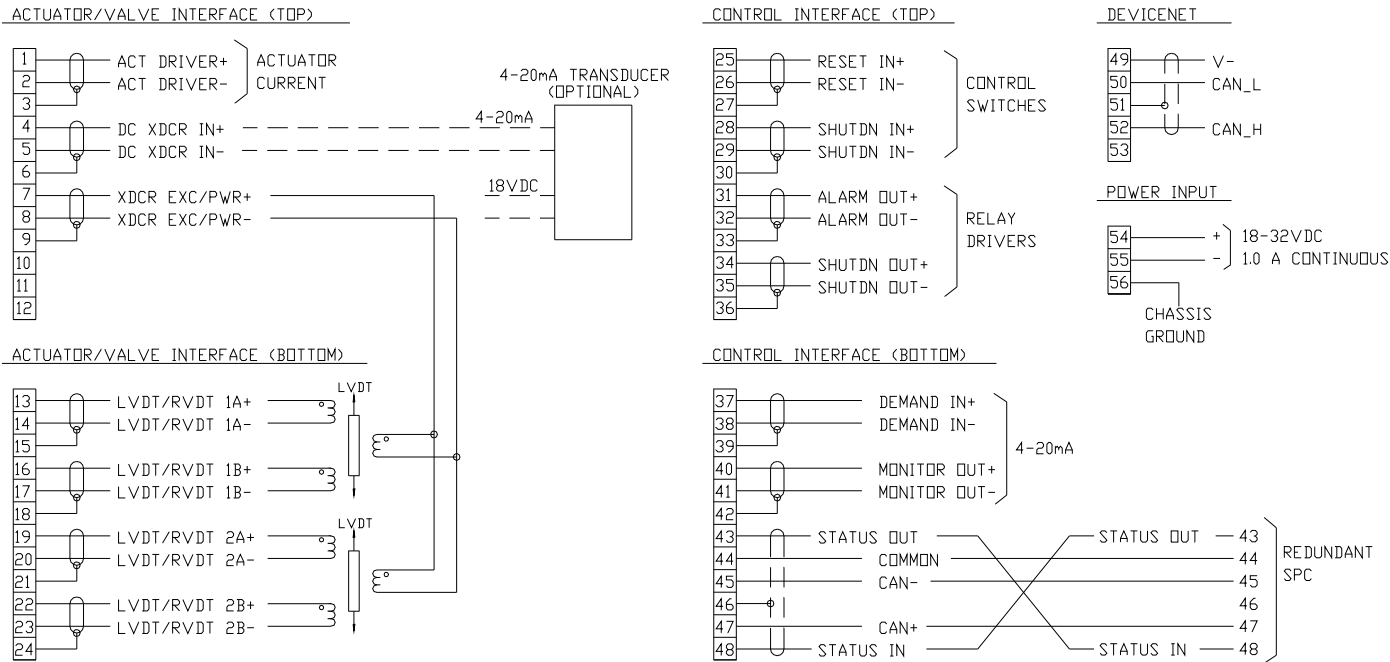 ACTUATOR/VALVE INTERFACE (TOP)
1 ACT DRIVER+
2 ACT DRIVER-
3
ACTUATOR
CURRENT
4 DC XDCR IN+
5 DC XDCR IN-
6
7 XDCR EXC/PWR+
8 XDCR EXC/PWR-
9
10
11
12
4-20mA TRANSDUCER
(OPTIONAL)
4-20mA
18VDC
ACTUATOR/VALVE INTERFACE (BOTTOM)
13 LVDT/RVDT 1A+
14 LVDT/RVDT 1A-
15
16 LVDT/RVDT 1B+
17 LVDT/RVDT 1B-
18
19 LVDT/RVDT 2A+
20 LVDT/RVDT 2A-
21
22 LVDT/RVDT 2B+
23 LVDT/RVDT 2B-
24
LVDT
LVDT
CONTROL INTERFACE (TOP)
25 RESET IN+
26 RESET IN-
27
28 SHUTDN IN+
29 SHUTDN IN-
30
CONTROL
SWITCHES
31 ALARM OUT+
32 ALARM OUT-
33
34 SHUTDN OUT+
35 SHUTDN OUT-
36
RELAY
DRIVERS
CONTROL INTERFACE (BOTTOM)
37 DEMAND IN+
38 DEMAND IN-
39
40 MONITOR OUT+
41 MONITOR OUT-
42
4-20mA
43 STATUS OUT
44 COMMON
45 CAN-
46
47 CAN+
48 STATUS IN
STATUS OUT 43
44
45
46
47
STATUS IN 48
REDUNDANT
SPC
DEVICENET
49 V-
50 CAN_L
51
52 CAN_H
53
POWER INPUT
54 + 18-32VDC
55 - 1.0 A CONTINUOUS
56
CHASSIS
GROUND